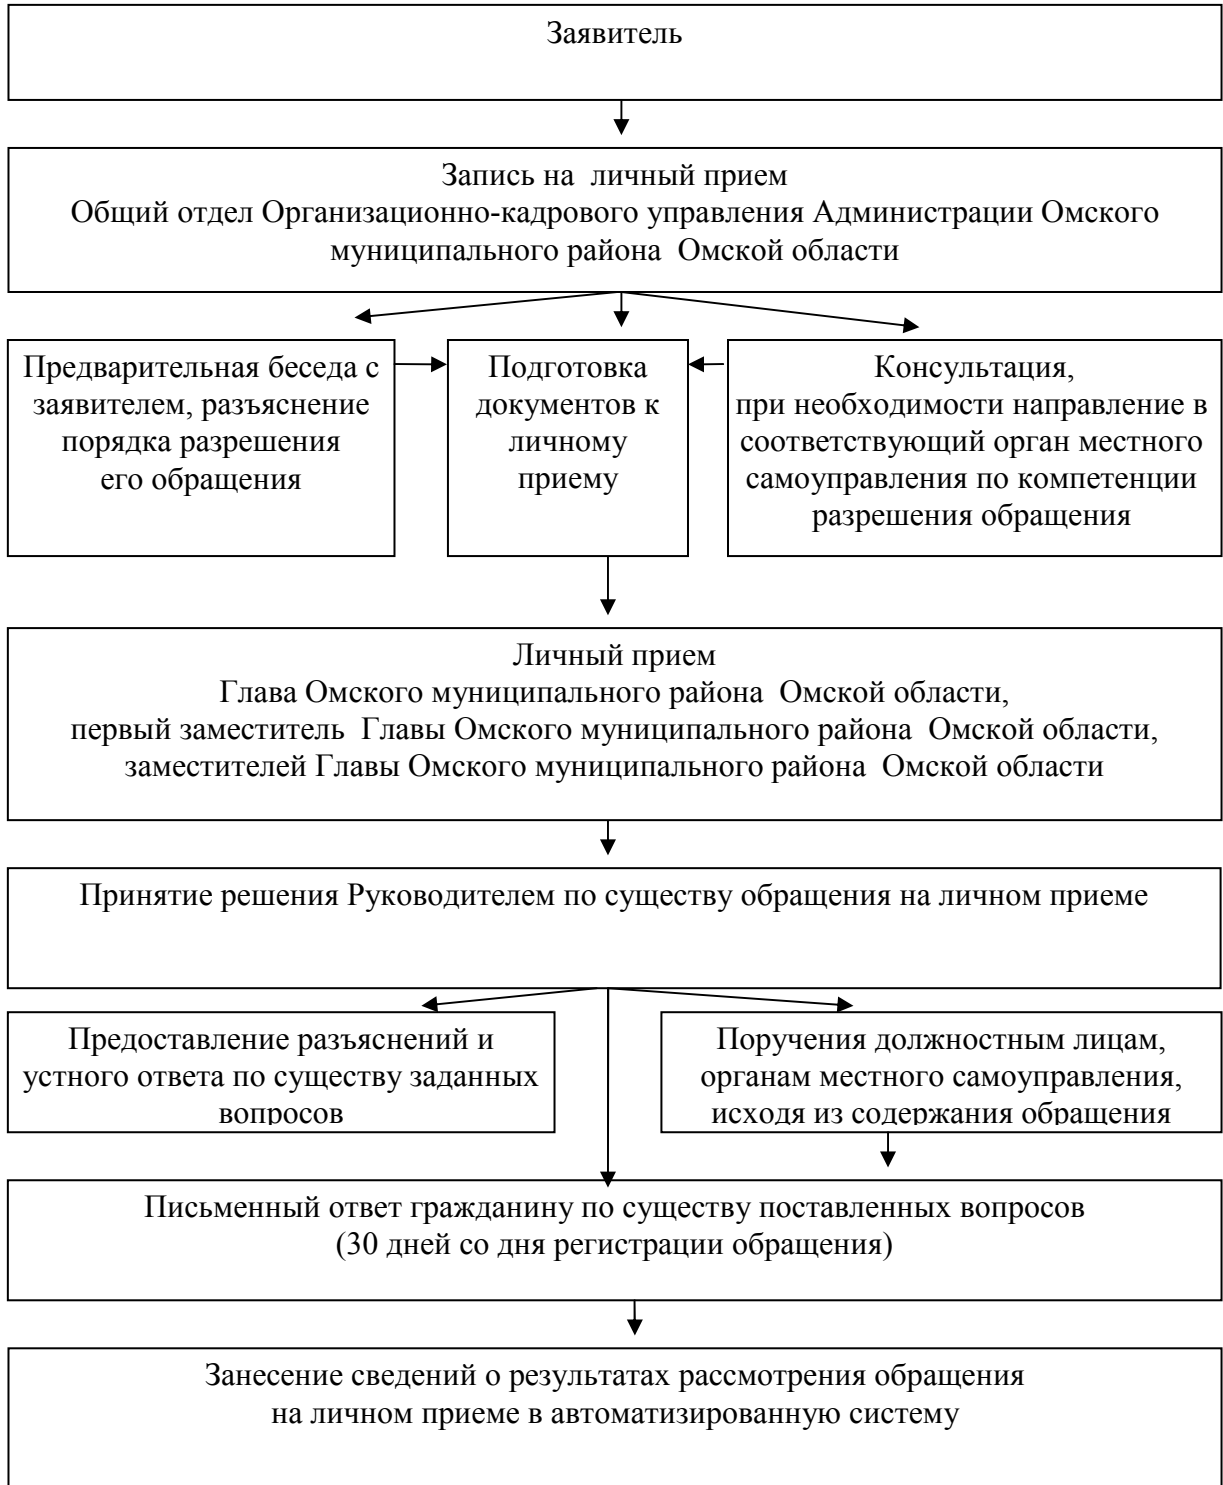 Заявитель
Запись на личный прием
Общий отдел Организационно-кадрового управления Администрации Омского
муниципального района Омской области
Предварительная беседа с
заявителем, разъяснение
порядка разрешения
его обращения
Подготовка
документов к
личному
приему
Консультация,
при необходимости направление в
соответствующий орган местного
самоуправления по компетенции
разрешения обращения
Личный прием
Глава Омского муниципального района Омской области,
первый заместитель Главы Омского муниципального района Омской области,
заместителей Главы Омского муниципального района Омской области
Принятие решения Руководителем по существу обращения на личном приеме
Предоставление разъяснений и
устного ответа по существу заданных
вопросов
Поручения должностным лицам,
органам местного самоуправления,
исходя из содержания обращения
Письменный ответ гражданину по существу поставленных вопросов
(30 дней со дня регистрации обращения)
Занесение сведений о результатах рассмотрения обращения
на личном приеме в автоматизированную систему